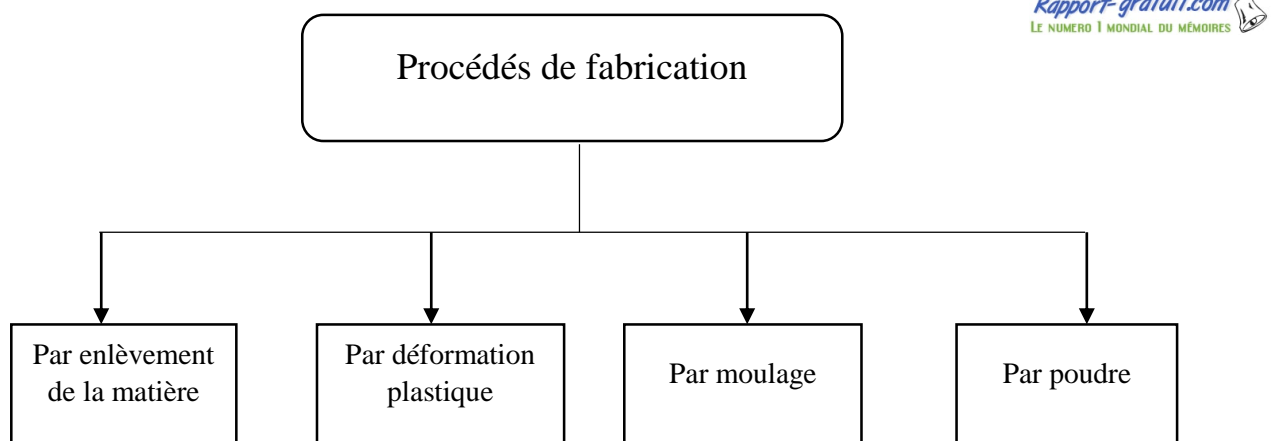 Rapport-gratuit.com
LE NUMERO 1 MONDIAL DU MÉMOIRES
Procédés de fabrication
Par enlèvement
de la matière
Par déformation
plastique
Par moulage
Par poudre